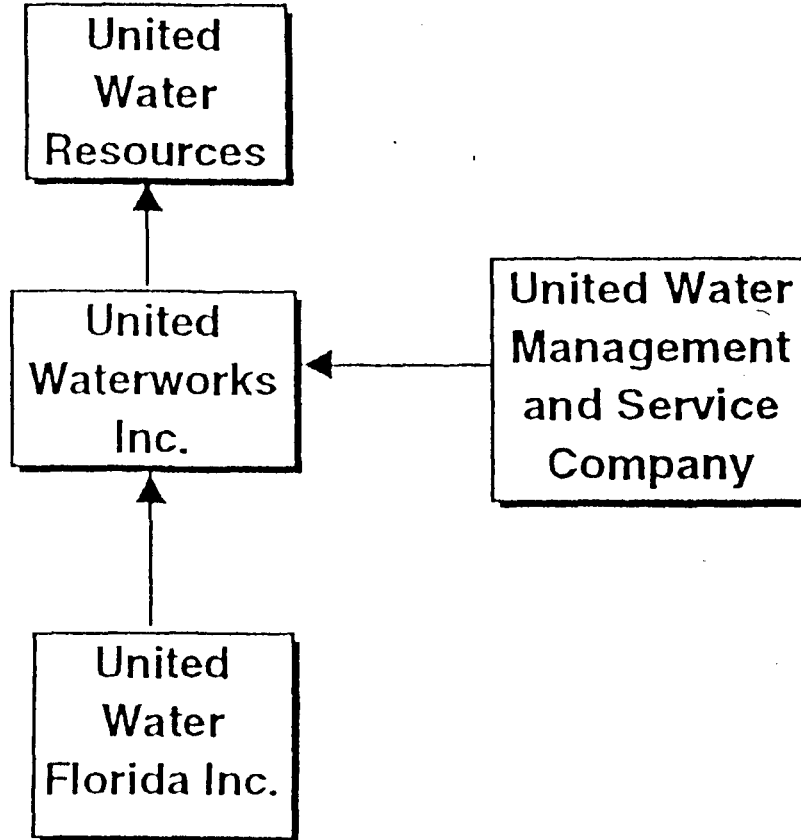 United
Water
Resources
United
Waterworks
Inc.
United Water
Management
and Service
Company
United
Water
Florida Inc.